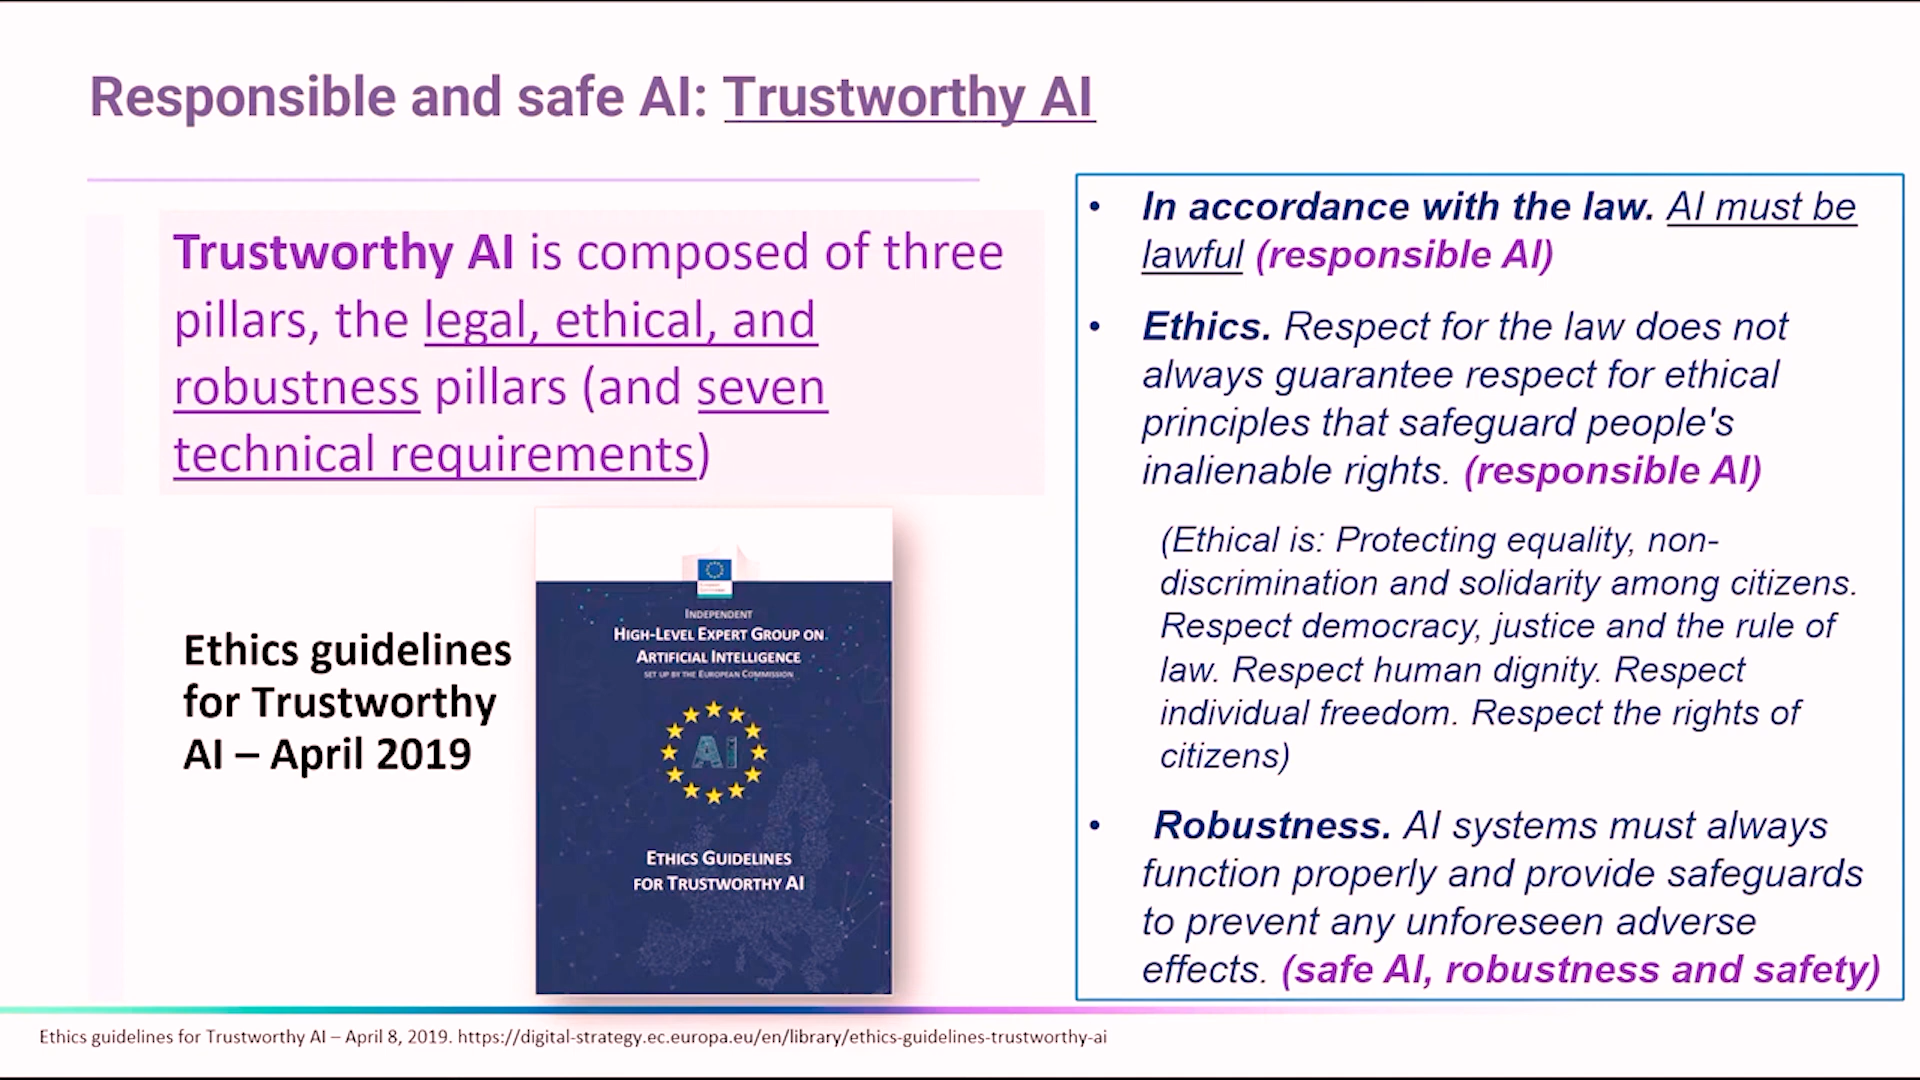 Responsible and safe AI: Trustworthy AI
Trustworthy AI is composed of three
pillars, the legal, ethical, and
robustness pillars (and seven
technical requirements)
Ethics guidelines
for Trustworthy
AI – April 2019
INDEPENDENT
HIGH-LEVEL EXPERT GROUP ON
ARTIFICIAL INTELLIGENCE
SET UP BY THE EUROPEAN COMMISSION
AI
ETHICS GUIDELINES
FOR TRUSTWORTHY AI
• In accordance with the law. AI must be
lawful (responsible AI)
• Ethics. Respect for the law does not
always guarantee respect for ethical
principles that safeguard people's
inalienable rights. (responsible AI)
(Ethical is: Protecting equality, non-
discrimination and solidarity among citizens.
Respect democracy, justice and the rule of
law. Respect human dignity. Respect
individual freedom. Respect the rights of
citizens)
• Robustness. AI systems must always
function properly and provide safeguards
to prevent any unforeseen adverse
effects. (safe AI, robustness and safety)
Ethics guidelines for Trustworthy AI – April 8, 2019. https://digital-strategy.ec.europa.eu/en/library/ethics-guidelines-trustworthy-ai